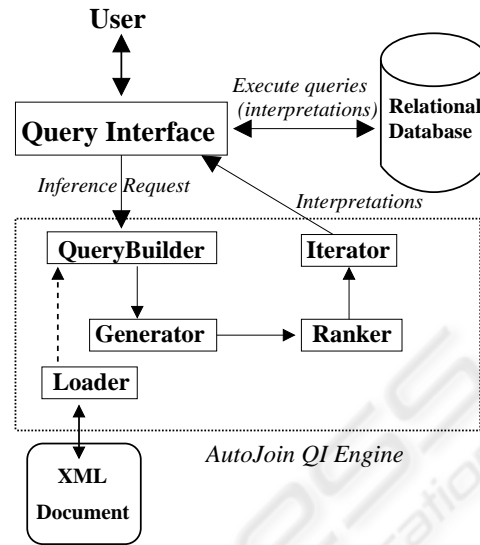 User
Execute queries
(interpretations)
Relational
Database
Query Interface
Inference Request
Interpretations
QueryBuilder
Iterator
Generator
Ranker
Loader
AutoJoin QI Engine
XML
Document